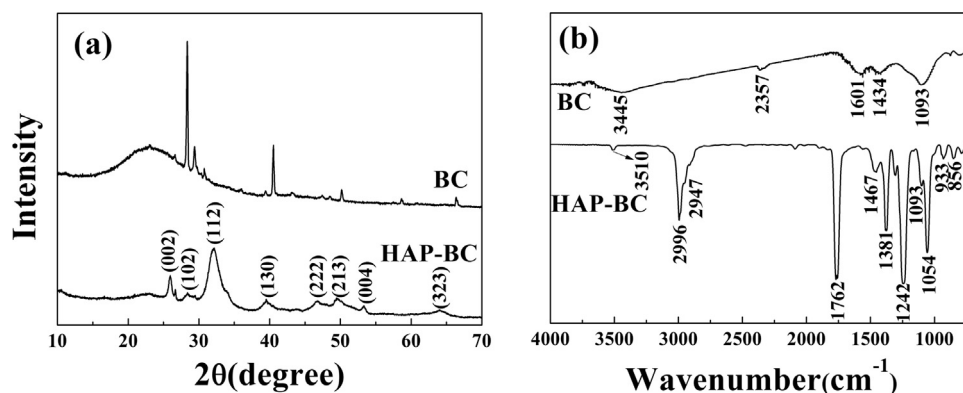 (a)
Intensity
BC
HAP-BC
(002)
(102)
(112)
(130)
(222)
(213)
(004)
(323)
10 20 30 40 50 60 70
2θ(degree)
(b)
BC
3445
2357
1601
1434
1093
HAP-BC
3510
2996
2947
1762
1467
1381
1242
1093
1054
933
856
4000 3500 3000 2500 2000 1500 1000
Wavenumber(cm-1)